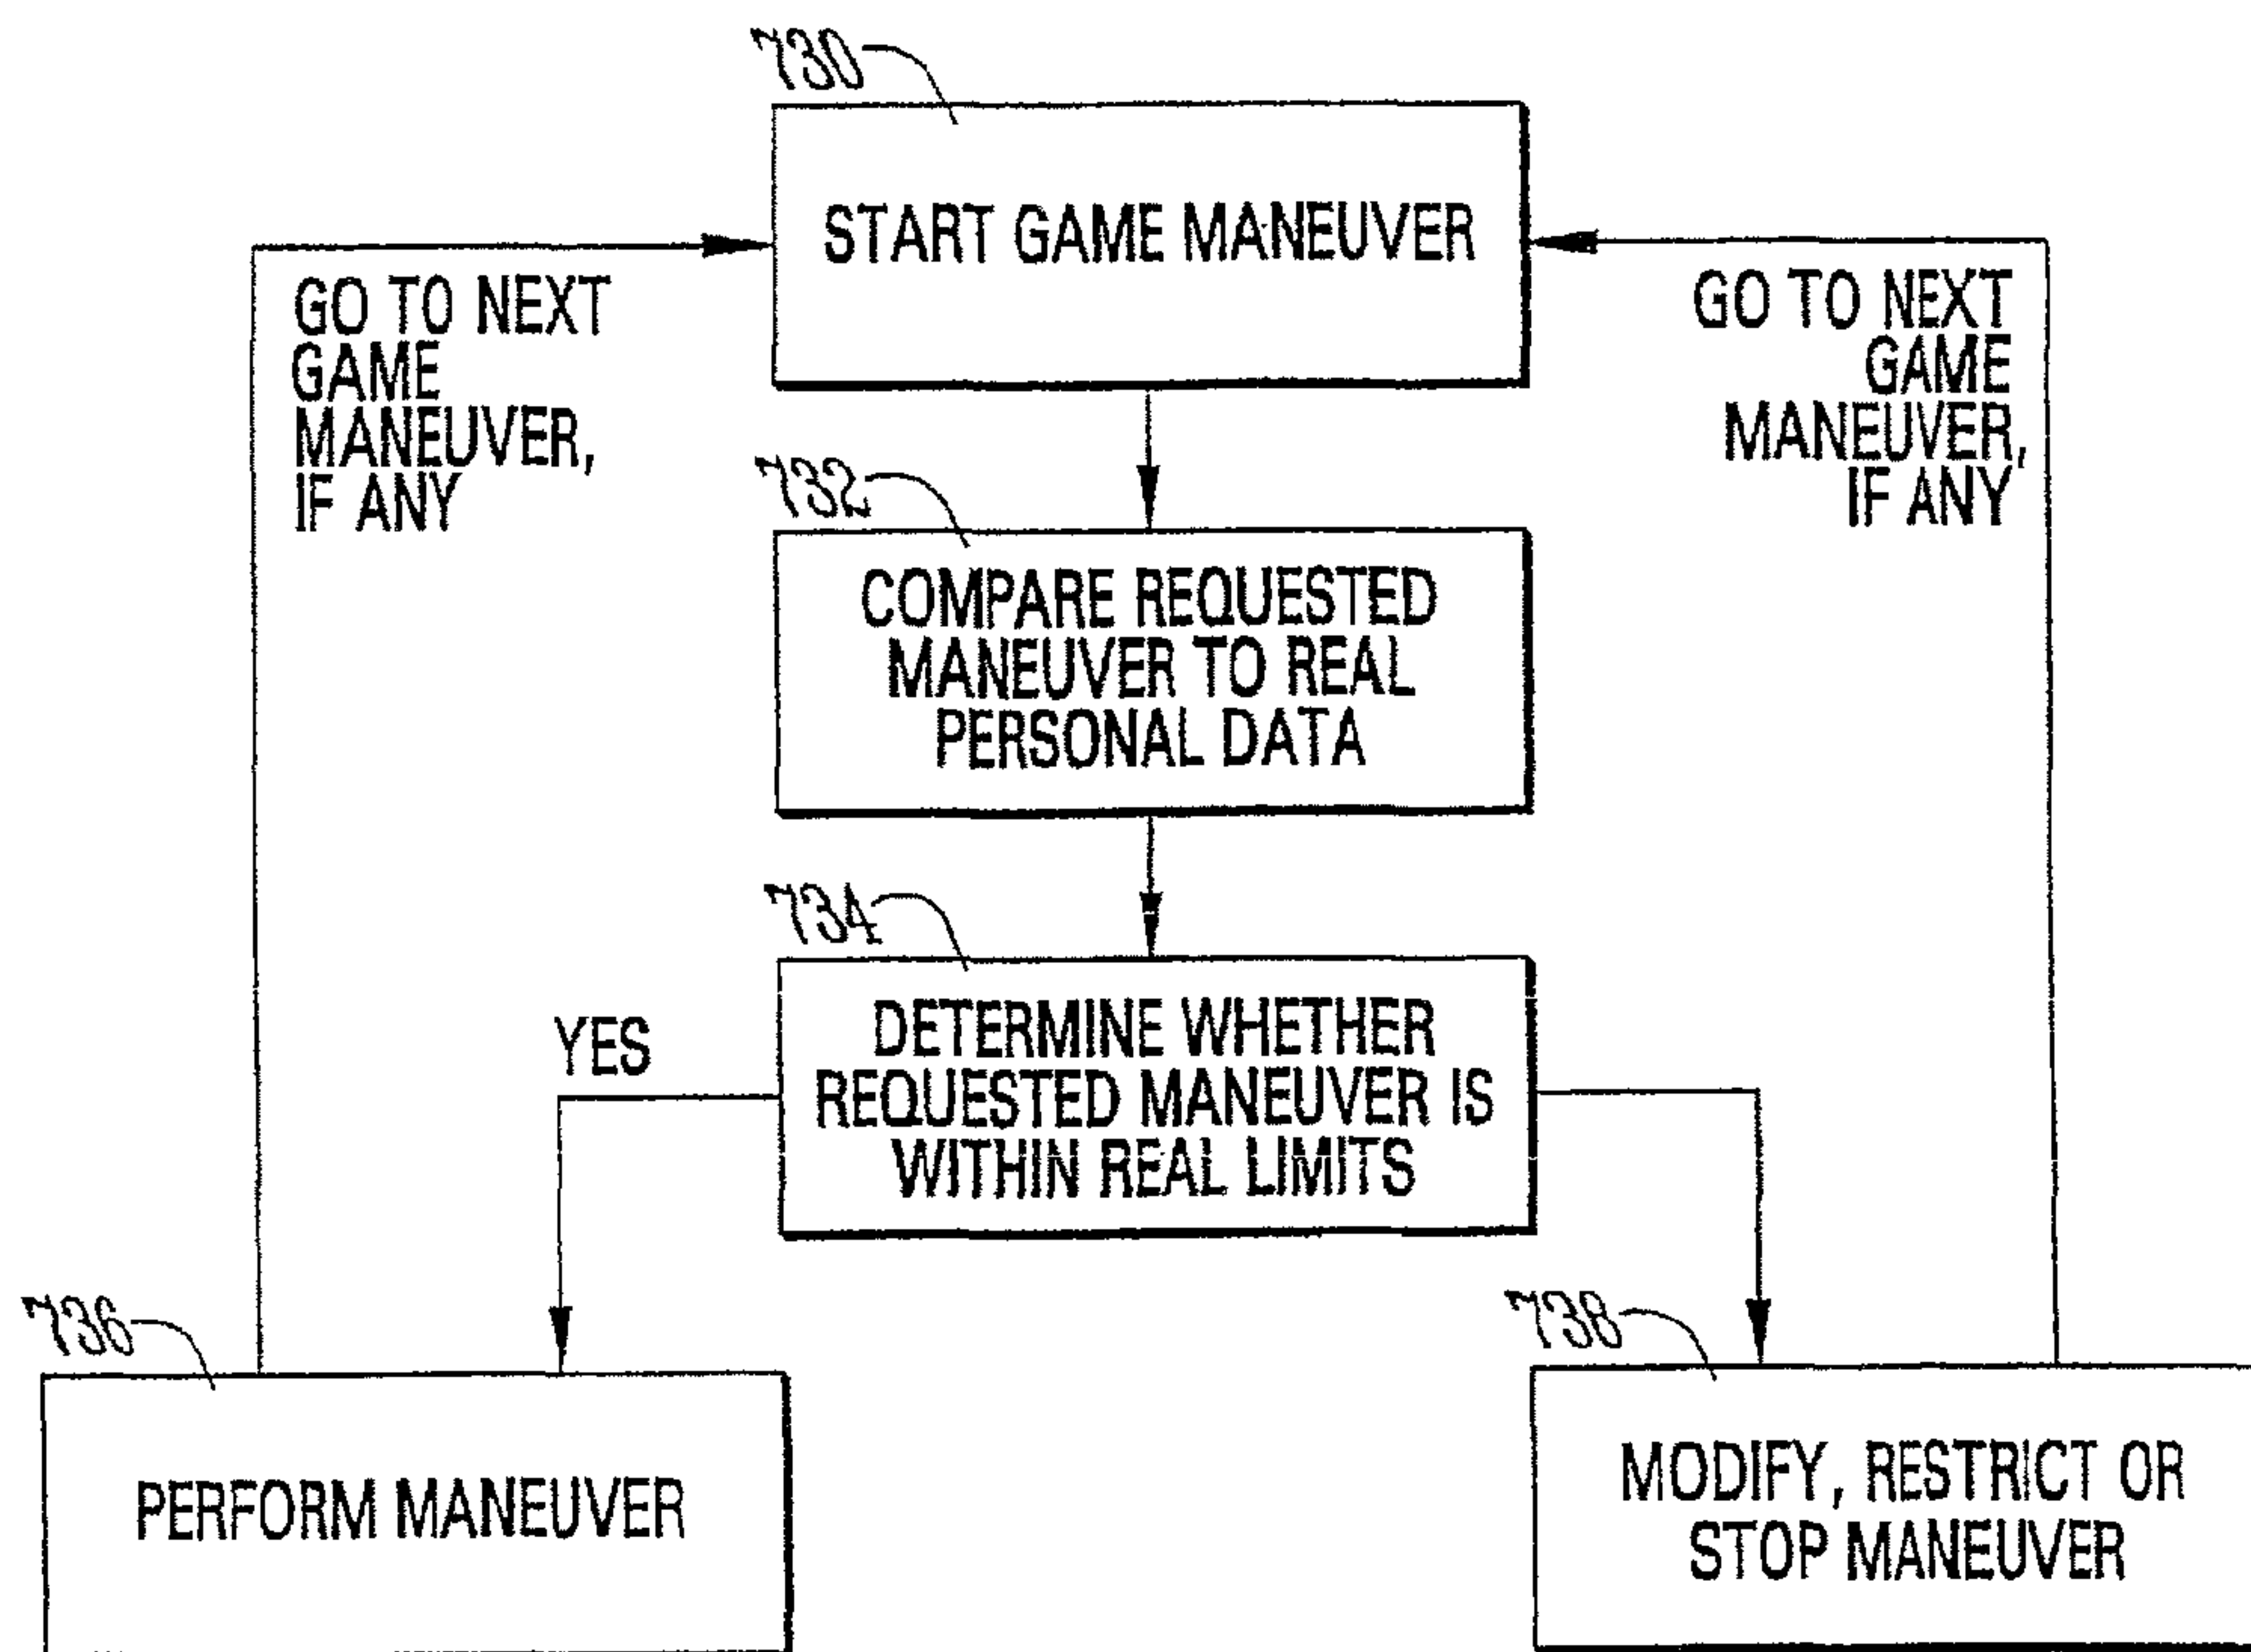 730
START GAME MANEUVER
GO TO NEXT
GAME
MANEUVER,
IF ANY
GO TO NEXT
GAME
MANEUVER,
IF ANY
732
COMPARE REQUESTED
MANEUVER TO REAL
PERSONAL DATA
734
DETERMINE WHETHER
REQUESTED MANEUVER IS
WITHIN REAL LIMITS
YES
736
PERFORM MANEUVER
738
MODIFY, RESTRICT OR
STOP MANEUVER